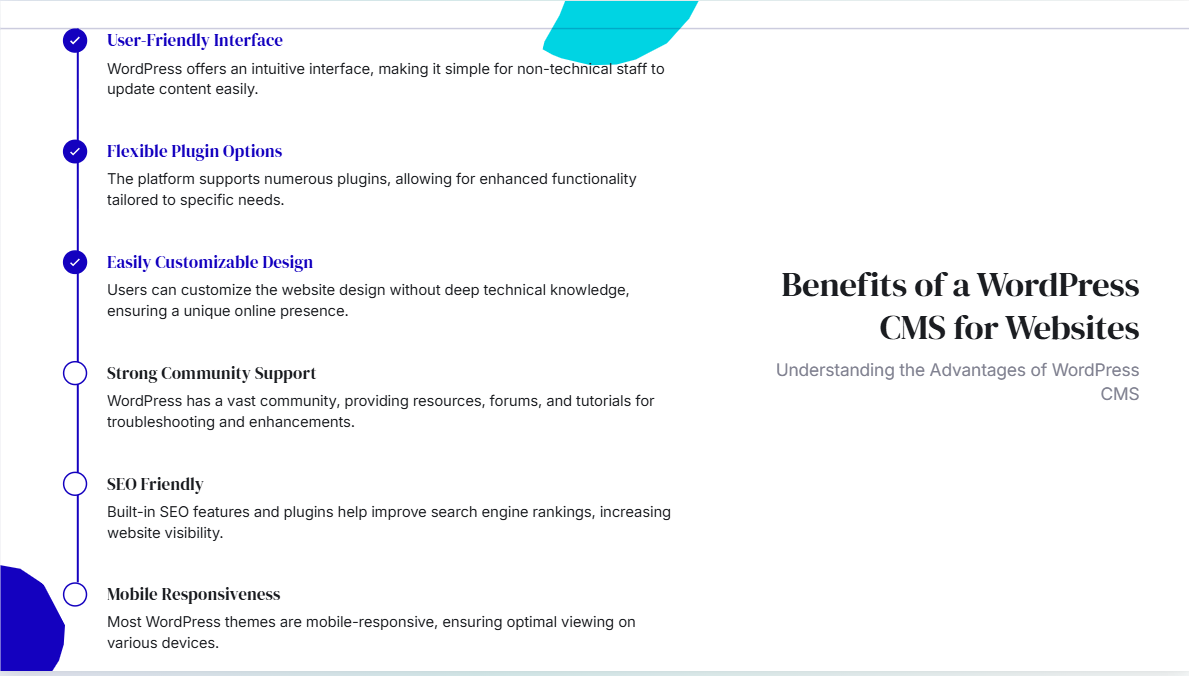 User-Friendly Interface
WordPress offers an intuitive interface, making it simple for non-technical staff to
update content easily.
Flexible Plugin Options
The platform supports numerous plugins, allowing for enhanced functionality
tailored to specific needs.
Easily Customizable Design
Users can customize the website design without deep technical knowledge,
ensuring a unique online presence.
Strong Community Support
WordPress has a vast community, providing resources, forums, and tutorials for
troubleshooting and enhancements.
SEO Friendly
Built-in SEO features and plugins help improve search engine rankings, increasing
website visibility.
Mobile Responsiveness
Most WordPress themes are mobile-responsive, ensuring optimal viewing on
various devices.
Benefits of a WordPress
CMS for Websites
Understanding the Advantages of WordPress
CMS